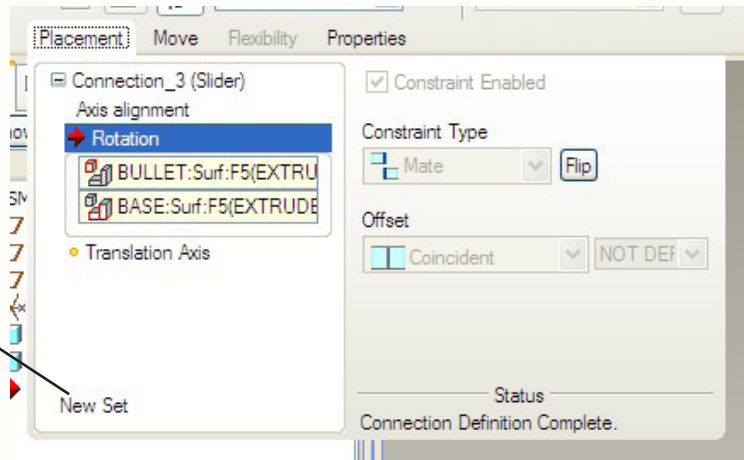 Placement Move Flexibility Properties
Connection_3 (Slider)
Axis alignment
Rotation
BULLET:Surf:F5(EXTRU
BASE:Surf:F5(EXTRUDE
Translation Axis
New Set
Constraint Enabled
Constraint Type
Mate Flip
Offset
Coincident NOT DEF
Status
Connection Definition Complete.